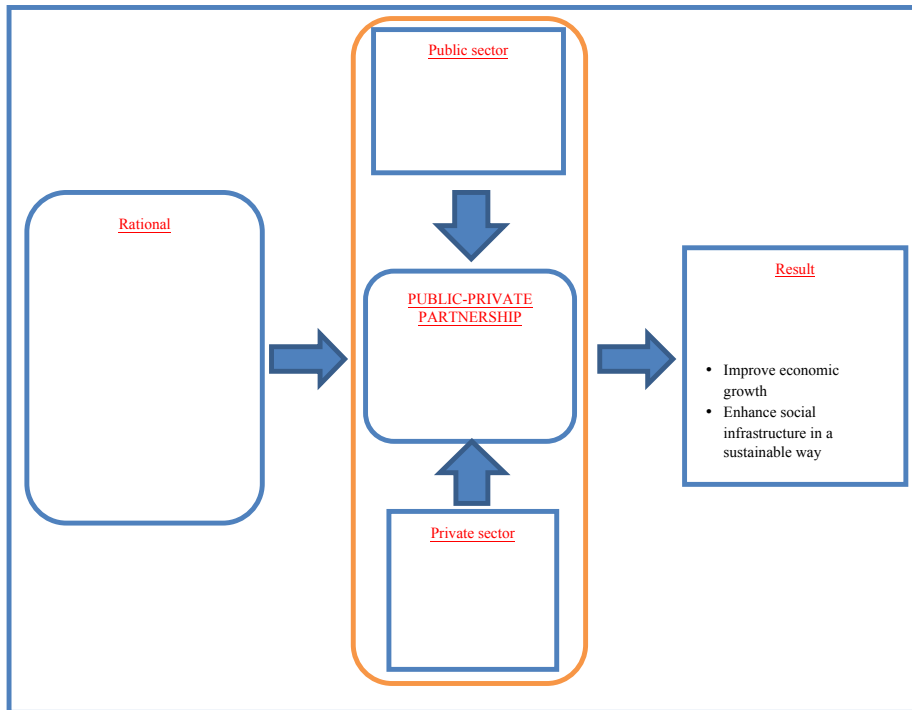 Public sector
Rational
PUBLIC-PRIVATE
PARTNERSHIP
Private sector
Result
• Improve economic
growth
• Enhance social
infrastructure in a
sustainable way